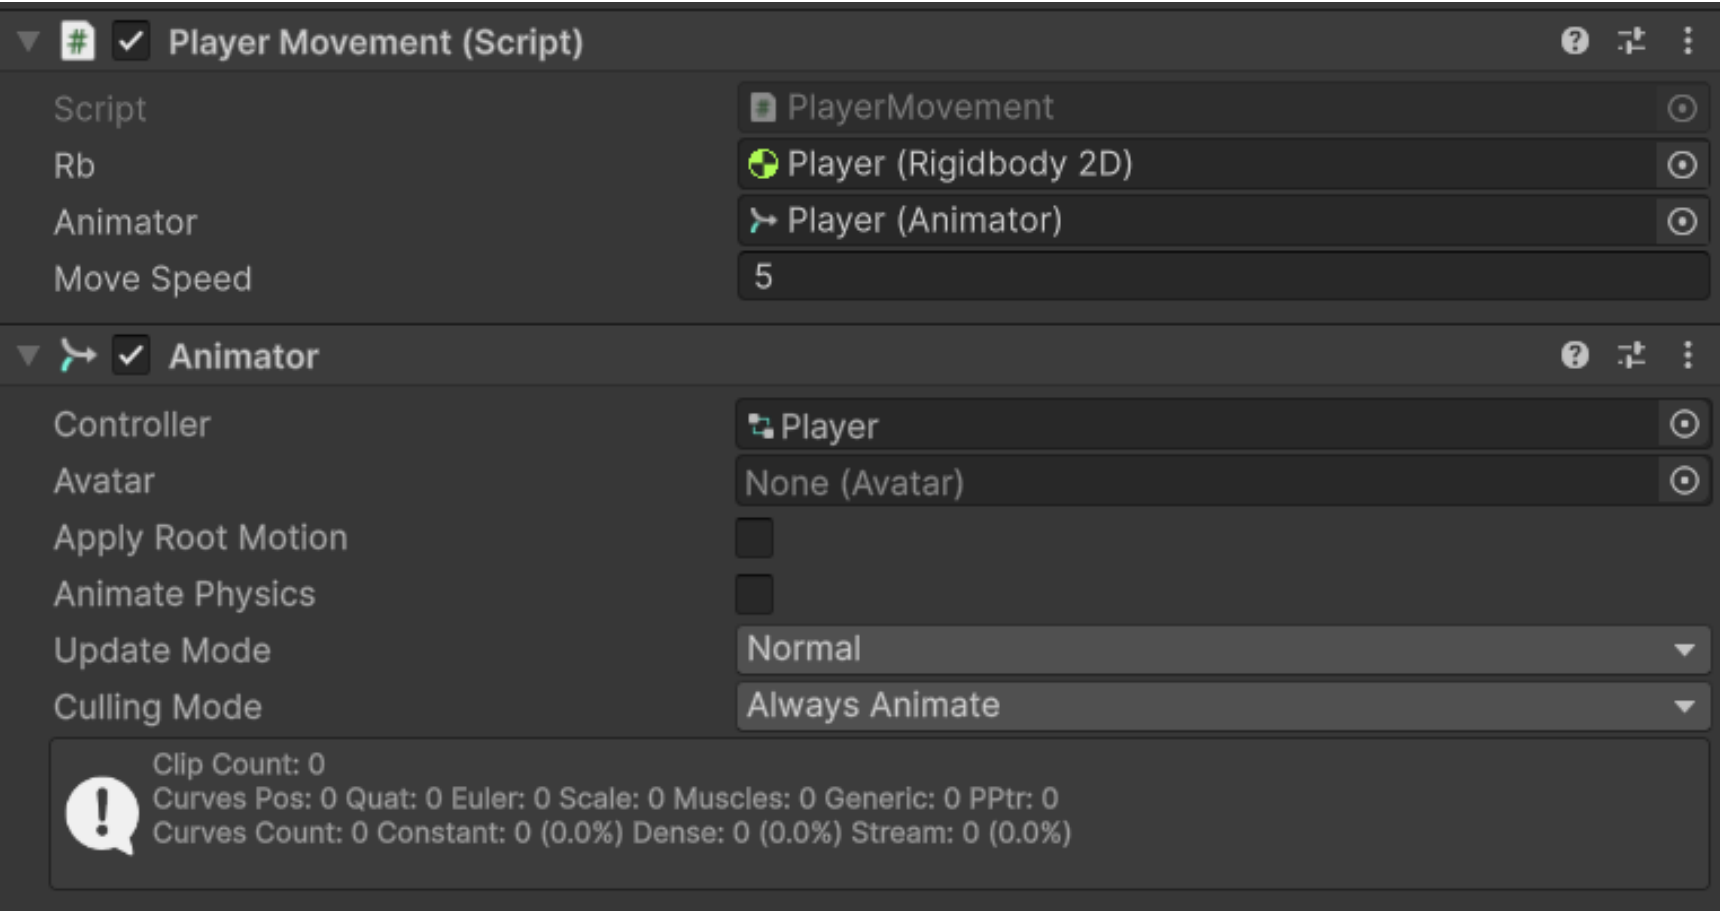 Player Movement (Script)
Script PlayerMovement
Rb Player (Rigidbody 2D)
Animator Player (Animator)
Move Speed 5
Animator
Controller Player
Avatar None (Avatar)
Apply Root Motion
Animate Physics
Update Mode Normal
Culling Mode Always Animate
Clip Count: 0
Curves Pos: 0 Quat: 0 Euler: 0 Scale: 0 Muscles: 0 Generic: 0 PPtr: 0
Curves Count: 0 Constant: 0 (0.0%) Dense: 0 (0.0%) Stream: 0 (0.0%)